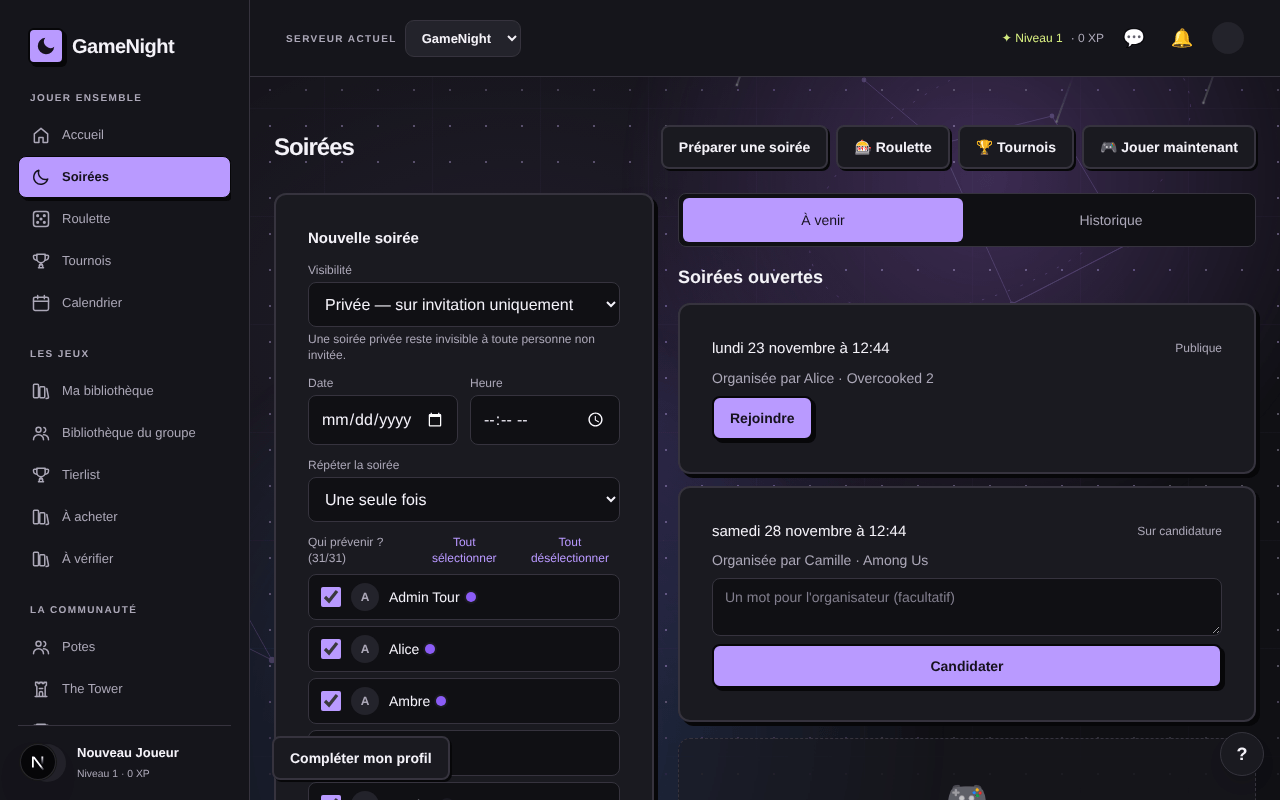 GameNight
JOUER ENSEMBLE
Accueil
Soirées
Roulette
Tournois
Calendrier
LES JEUX
Ma bibliothèque
Bibliothèque du groupe
Tierlist
À acheter
À vérifier
LA COMMUNAUTÉ
Potes
The Tower
N
Nouveau Joueur
Niveau 1 · 0 XP
SERVEUR ACTUEL
GameNight
✦ Niveau 1 · 0 XP
Soirées
Préparer une soirée
Roulette
Tournois
Jouer maintenant
Nouvelle soirée
Visibilité
Privée — sur invitation uniquement
Une soirée privée reste invisible à toute personne non
invitée.
Date
Heure
mm/dd/yyyy
--:-- --
Répéter la soirée
Une seule fois
Qui prévenir ?
(31/31)
Tout
sélectionner
Tout
désélectionner
A
Admin Tour
A
Alice
A
Ambre
Compléter mon profil
À venir
Historique
Soirées ouvertes
lundi 23 novembre à 12:44
Publique
Organisée par Alice · Overcooked 2
Rejoindre
samedi 28 novembre à 12:44
Sur candidature
Organisée par Camille · Among Us
Un mot pour l'organisateur (facultatif)
Candidater
?